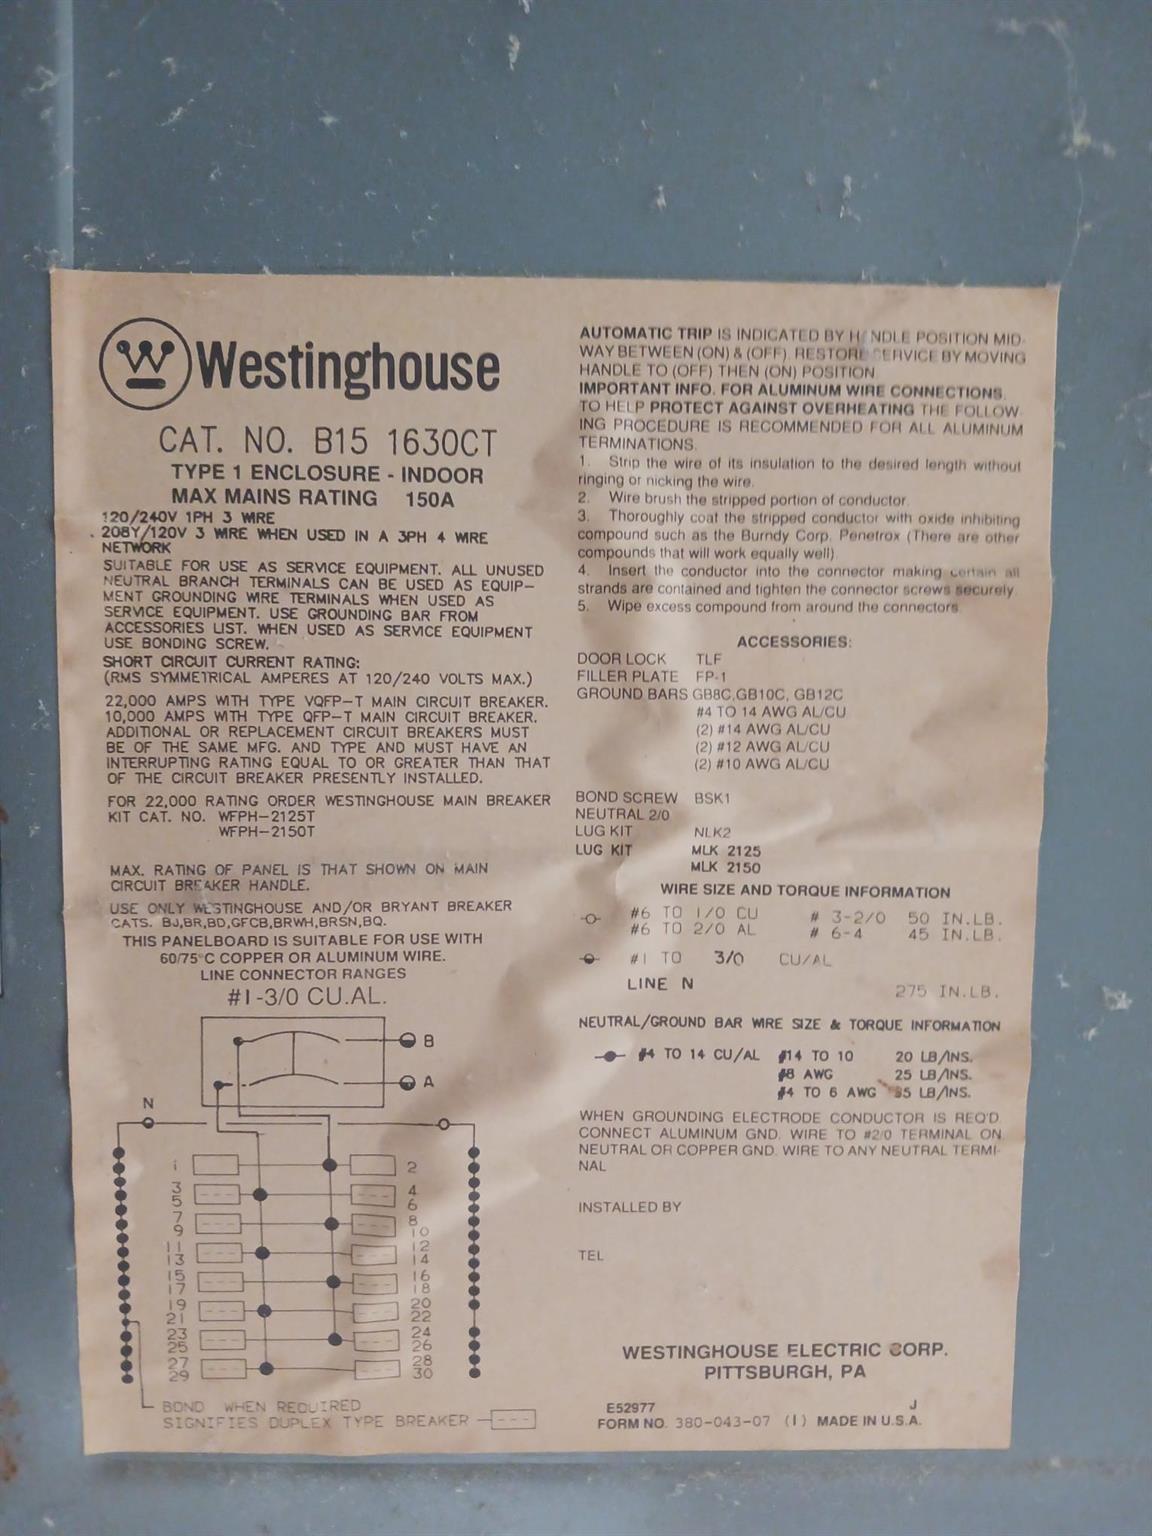 Westinghouse
CAT. NO. B15 1630CT
TYPE 1 ENCLOSURE - INDOOR
MAX MAINS RATING 150A
120/240V 1PH 3 WIRE
208Y/120V 3 WIRE WHEN USED IN A 3PH 4 WIRE
NETWORK
SUITABLE FOR USE AS SERVICE EQUIPMENT. ALL UNUSED
NEUTRAL BRANCH TERMINALS CAN BE USED AS EQUIP-
MENT GROUNDING WIRE TERMINALS WHEN USED AS
SERVICE EQUIPMENT. USE GROUNDING BAR FROM
ACCESSORIES LIST. WHEN USED AS SERVICE EQUIPMENT
USE BONDING SCREW.
SHORT CIRCUIT CURRENT RATING:
(RMS SYMMETRICAL AMPERES AT 120/240 VOLTS MAX.)
22,000 AMPS WITH TYPE VQFP-T MAIN CIRCUIT BREAKER.
10,000 AMPS WITH TYPE QFP-T MAIN CIRCUIT BREAKER.
ADDITIONAL OR REPLACEMENT CIRCUIT BREAKERS MUST
BE OF THE SAME MFG. AND TYPE AND MUST HAVE AN
INTERRUPTING RATING EQUAL TO OR GREATER THAN THAT
OF THE CIRCUIT BREAKER PRESENTLY INSTALLED.
FOR 22,000 RATING ORDER WESTINGHOUSE MAIN BREAKER
KIT CAT. NO. WFPH-2125T
WFPH-2150T
MAX. RATING OF PANEL IS THAT SHOWN ON MAIN
CIRCUIT BREAKER HANDLE.
USE ONLY WESTINGHOUSE AND/OR BRYANT BREAKER
CATS. BJ,BR,BD,GFCB,BRWH,BRSN,BQ.
THIS PANELBOARD IS SUITABLE FOR USE WITH
60/75°C COPPER OR ALUMINUM WIRE.
LINE CONNECTOR RANGES
#1-3/0 CU.AL.
B
A
N
1 2
3 4
5 6
7 8
9 10
11 12
13 14
15 16
17 18
19 20
21 22
23 24
25 26
27 28
29 30
BOND WHEN REQUIRED
SIGNIFIES DUPLEX TYPE BREAKER
AUTOMATIC TRIP IS INDICATED BY HANDLE POSITION MID-
WAY BETWEEN (ON) & (OFF). RESTORE SERVICE BY MOVING
HANDLE TO (OFF) THEN (ON) POSITION.
IMPORTANT INFO. FOR ALUMINUM WIRE CONNECTIONS.
TO HELP PROTECT AGAINST OVERHEATING THE FOLLOW-
ING PROCEDURE IS RECOMMENDED FOR ALL ALUMINUM
TERMINATIONS.
1. Strip the wire of its insulation to the desired length without
ringing or nicking the wire.
2. Wire brush the stripped portion of conductor.
3. Thoroughly coat the stripped conductor with oxide inhibiting
compound such as the Burndy Corp. Penetrox (There are other
compounds that will work equally well).
4. Insert the conductor into the connector making certain all
strands are contained and tighten the connector screws securely.
5. Wipe excess compound from around the connectors.
ACCESSORIES:
DOOR LOCK TLF
FILLER PLATE FP-1
GROUND BARS GB8C,GB10C, GB12C
#4 TO 14 AWG AL/CU
(2) #14 AWG AL/CU
(2) #12 AWG AL/CU
(2) #10 AWG AL/CU
BOND SCREW BSK1
NEUTRAL 2/0
LUG KIT NLK2
LUG KIT MLK 2125
MLK 2150
WIRE SIZE AND TORQUE INFORMATION
#6 TO 1/0 CU # 3-2/0 50 IN.LB.
#6 TO 2/0 AL # 6-4 45 IN.LB.
#1 TO 3/0 CU/AL
LINE N
275 IN.LB.
NEUTRAL/GROUND BAR WIRE SIZE & TORQUE INFORMATION
#4 TO 14 CU/AL #14 TO 10 20 LB/INS.
#8 AWG 25 LB/INS.
#4 TO 6 AWG 35 LB/INS.
WHEN GROUNDING ELECTRODE CONDUCTOR IS REQ'D.
CONNECT ALUMINUM GND. WIRE TO #2/0 TERMINAL ON
NEUTRAL OR COPPER GND. WIRE TO ANY NEUTRAL TERMI-
NAL
INSTALLED BY
TEL
WESTINGHOUSE ELECTRIC CORP.
PITTSBURGH, PA
E52977 J
FORM NO. 380-043-07 (1) MADE IN U.S.A.